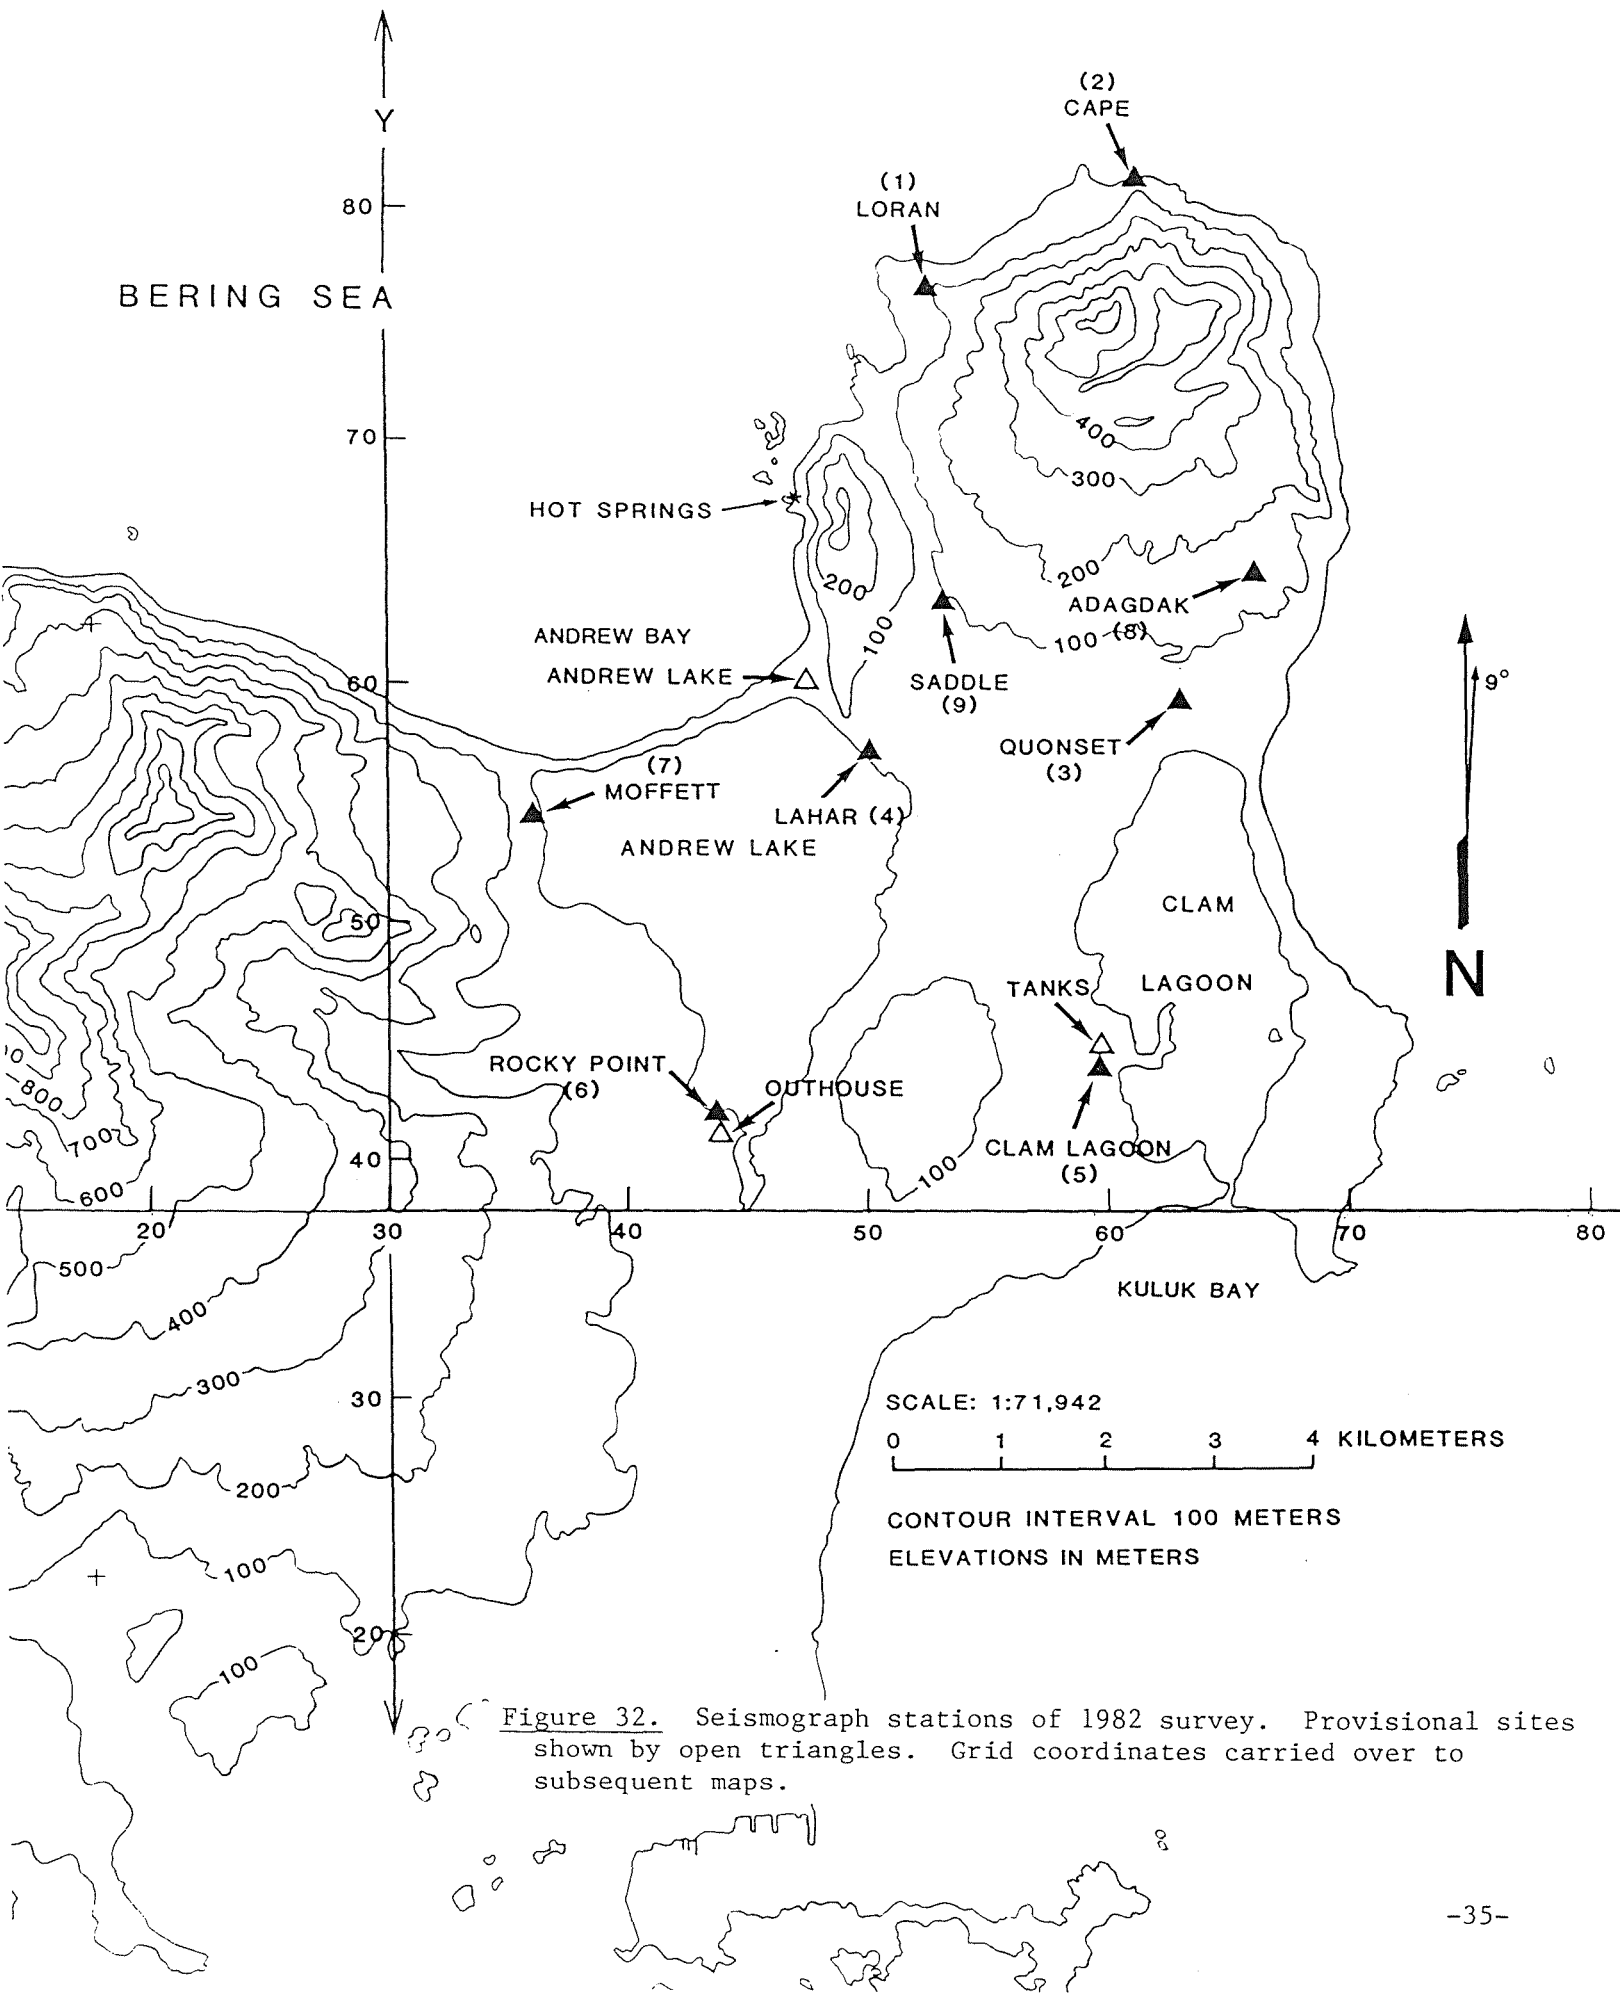 Y
(2)
CAPE
(1)
LORAN
80
BERING SEA
70
400
300
HOT SPRINGS
200
200
ADAGDAK
(8)
100
ANDREW BAY
100
ANDREW LAKE
60
SADDLE
(9)
9°
QUONSET
(3)
(7)
MOFFETT
LAHAR (4)
ANDREW LAKE
CLAM
50
LAGOON
N
TANKS
ROCKY POINT
(6)
OUTHOUSE
800
700
CLAM LAGOON
(5)
40
100
600
20
30
40
50
60
70
80
500
KULUK BAY
400
300
30
SCALE: 1:71,942
0 1 2 3 4 KILOMETERS
200
CONTOUR INTERVAL 100 METERS
ELEVATIONS IN METERS
100
20
100
Figure 32. Seismograph stations of 1982 survey. Provisional sites
shown by open triangles. Grid coordinates carried over to
subsequent maps.
-35-